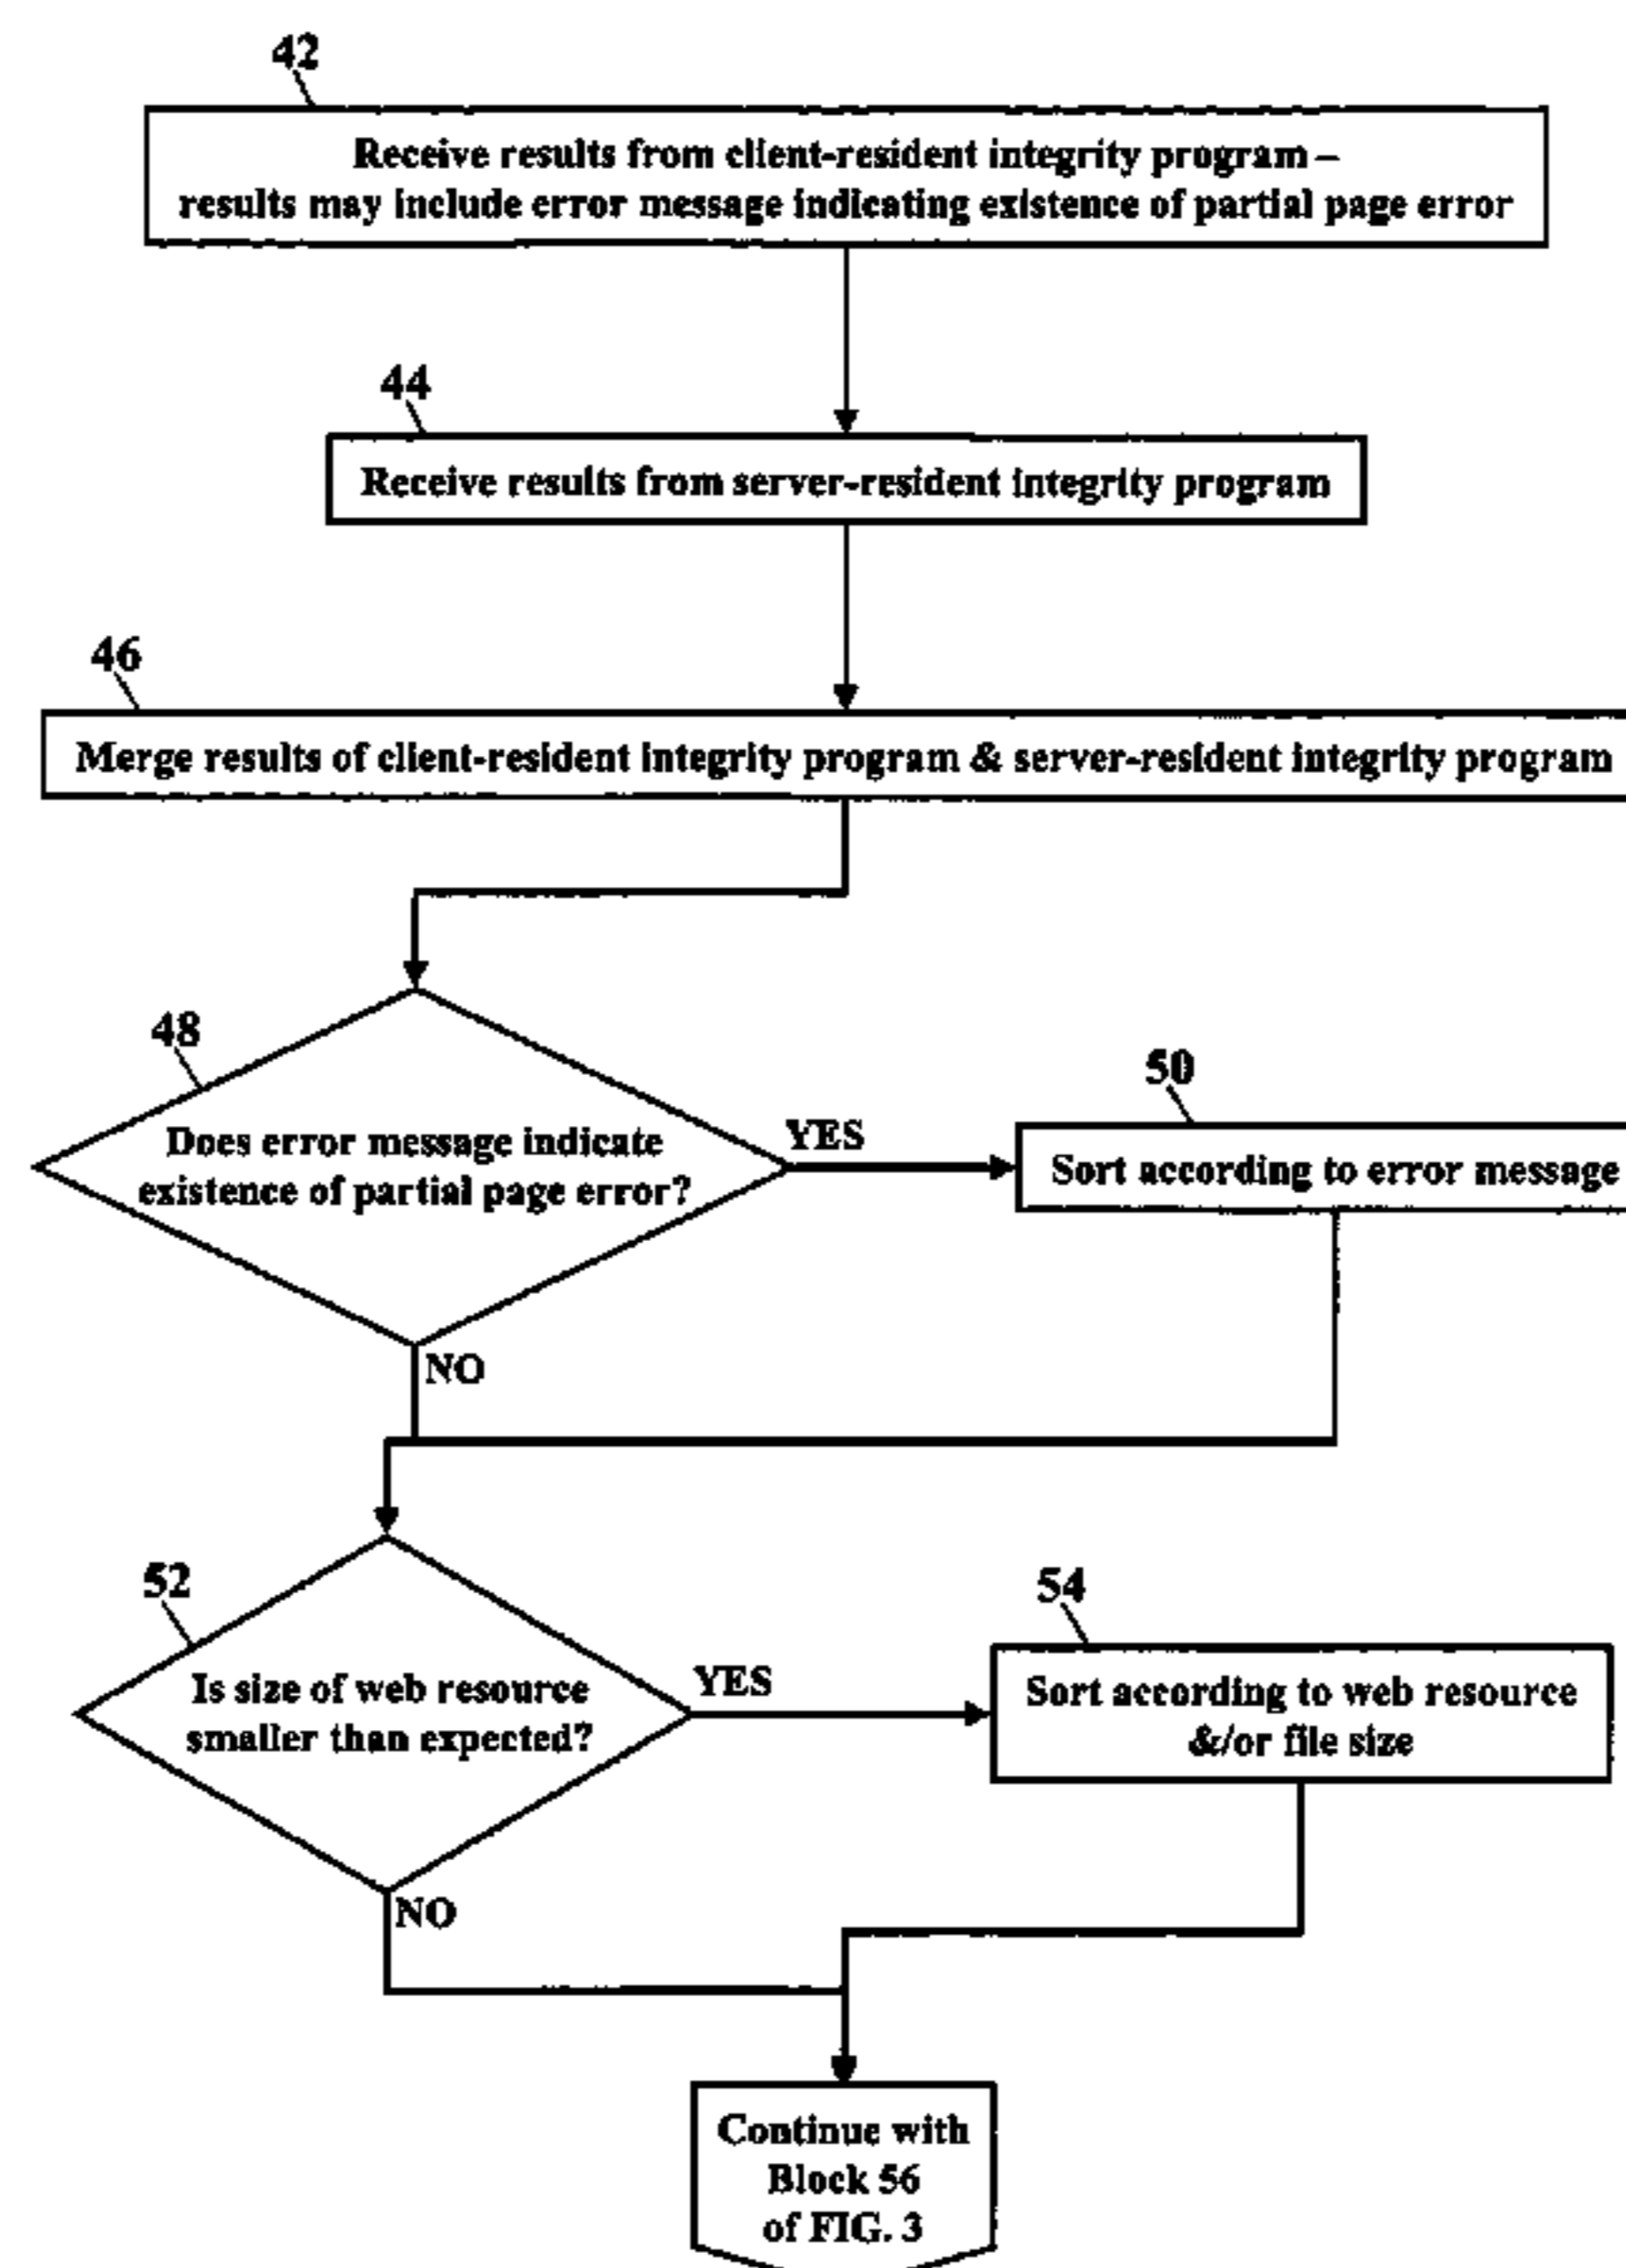 42
Receive results from client-resident integrity program –
results may include error message indicating existence of partial page error
44
Receive results from server-resident integrity program
46
Merge results of client-resident integrity program & server-resident integrity program
48
Does error message indicate
existence of partial page error?
YES
50
Sort according to error message
NO
52
Is size of web resource
smaller than expected?
YES
54
Sort according to web resource
&/or file size
NO
Continue with
Block 56
of FIG. 3